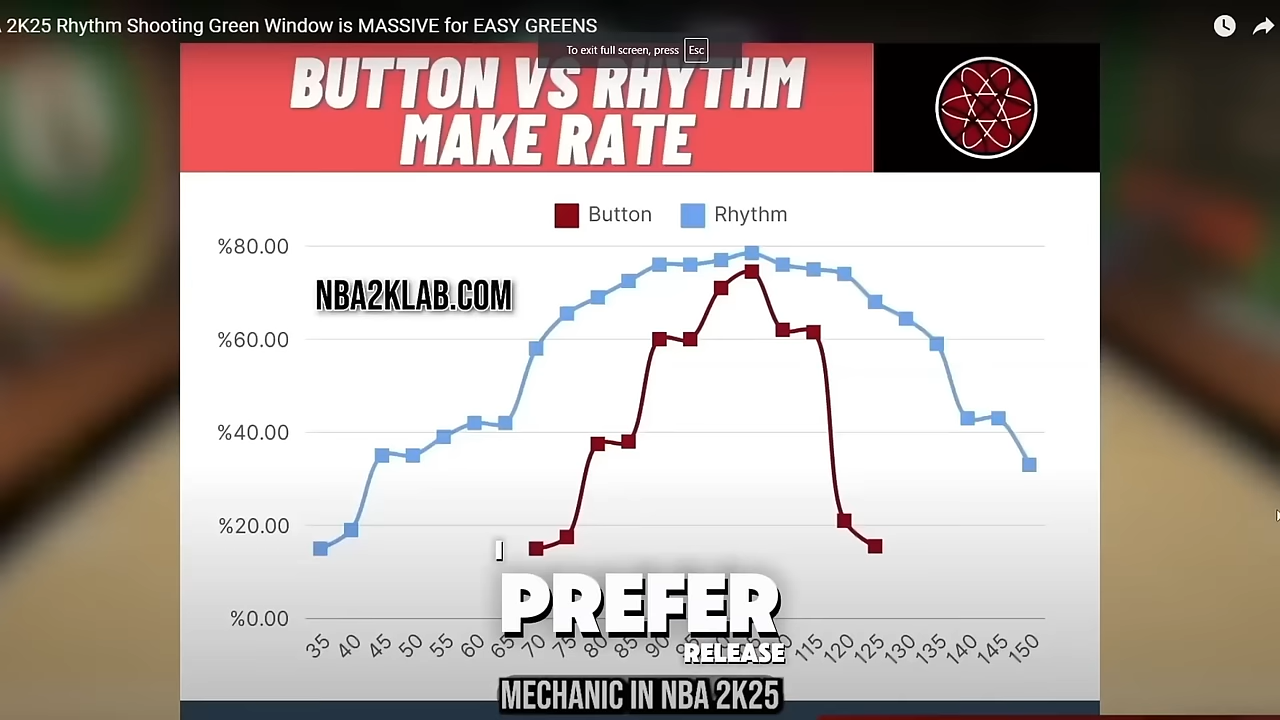 2K25 Rhythm Shooting Green Window is MASSIVE for EASY GREENS
To exit full screen, press Esc
BUTTON VS RHYTHM
MAKE RATE
Button Rhythm
%80.00
NBA2KLAB.COM
%60.00
%40.00
%20.00
%0.00
I
PREFER
RELEASE
MECHANIC IN NBA 2K25
35 40 45 50 55 60 65 70 75 80 85 90 95 115 120 125 130 135 140 145 150